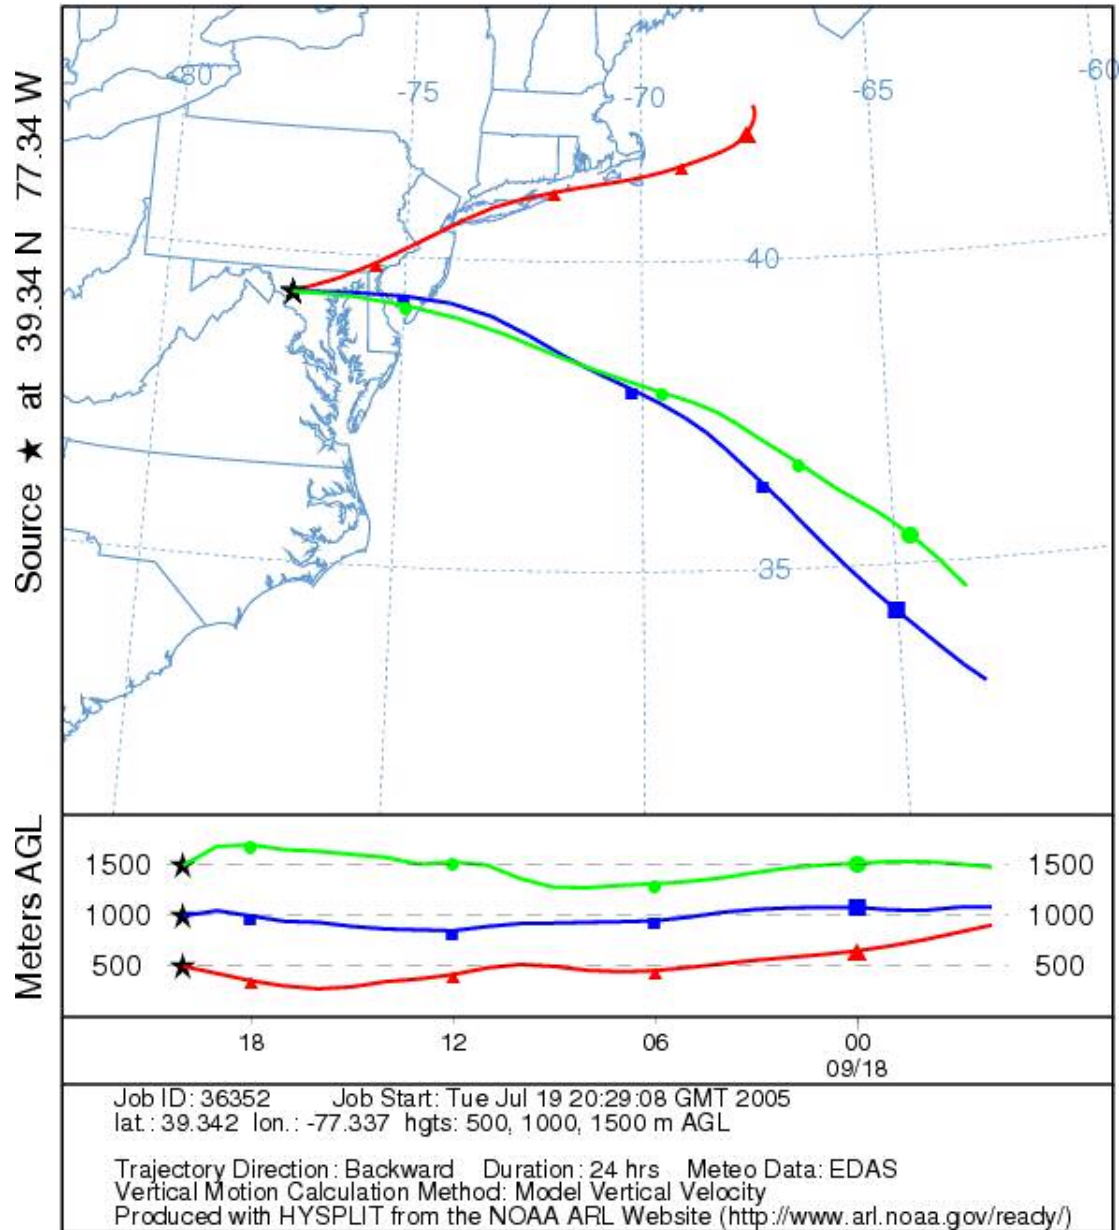 Source ★ at 39.34 N 77.34 W
-80
-75
-70
-65
-60
40
35
Meters AGL
1500 1500
1000 1000
500 500
18 12 06 00
09/18
Job ID: 36352 Job Start: Tue Jul 19 20:29:08 GMT 2005
lat.: 39.342 lon.: -77.337 hgts: 500, 1000, 1500 m AGL
Trajectory Direction: Backward Duration: 24 hrs Meteo Data: EDAS
Vertical Motion Calculation Method: Model Vertical Velocity
Produced with HYSPLIT from the NOAA ARL Website (http://www.arl.noaa.gov/ready/)